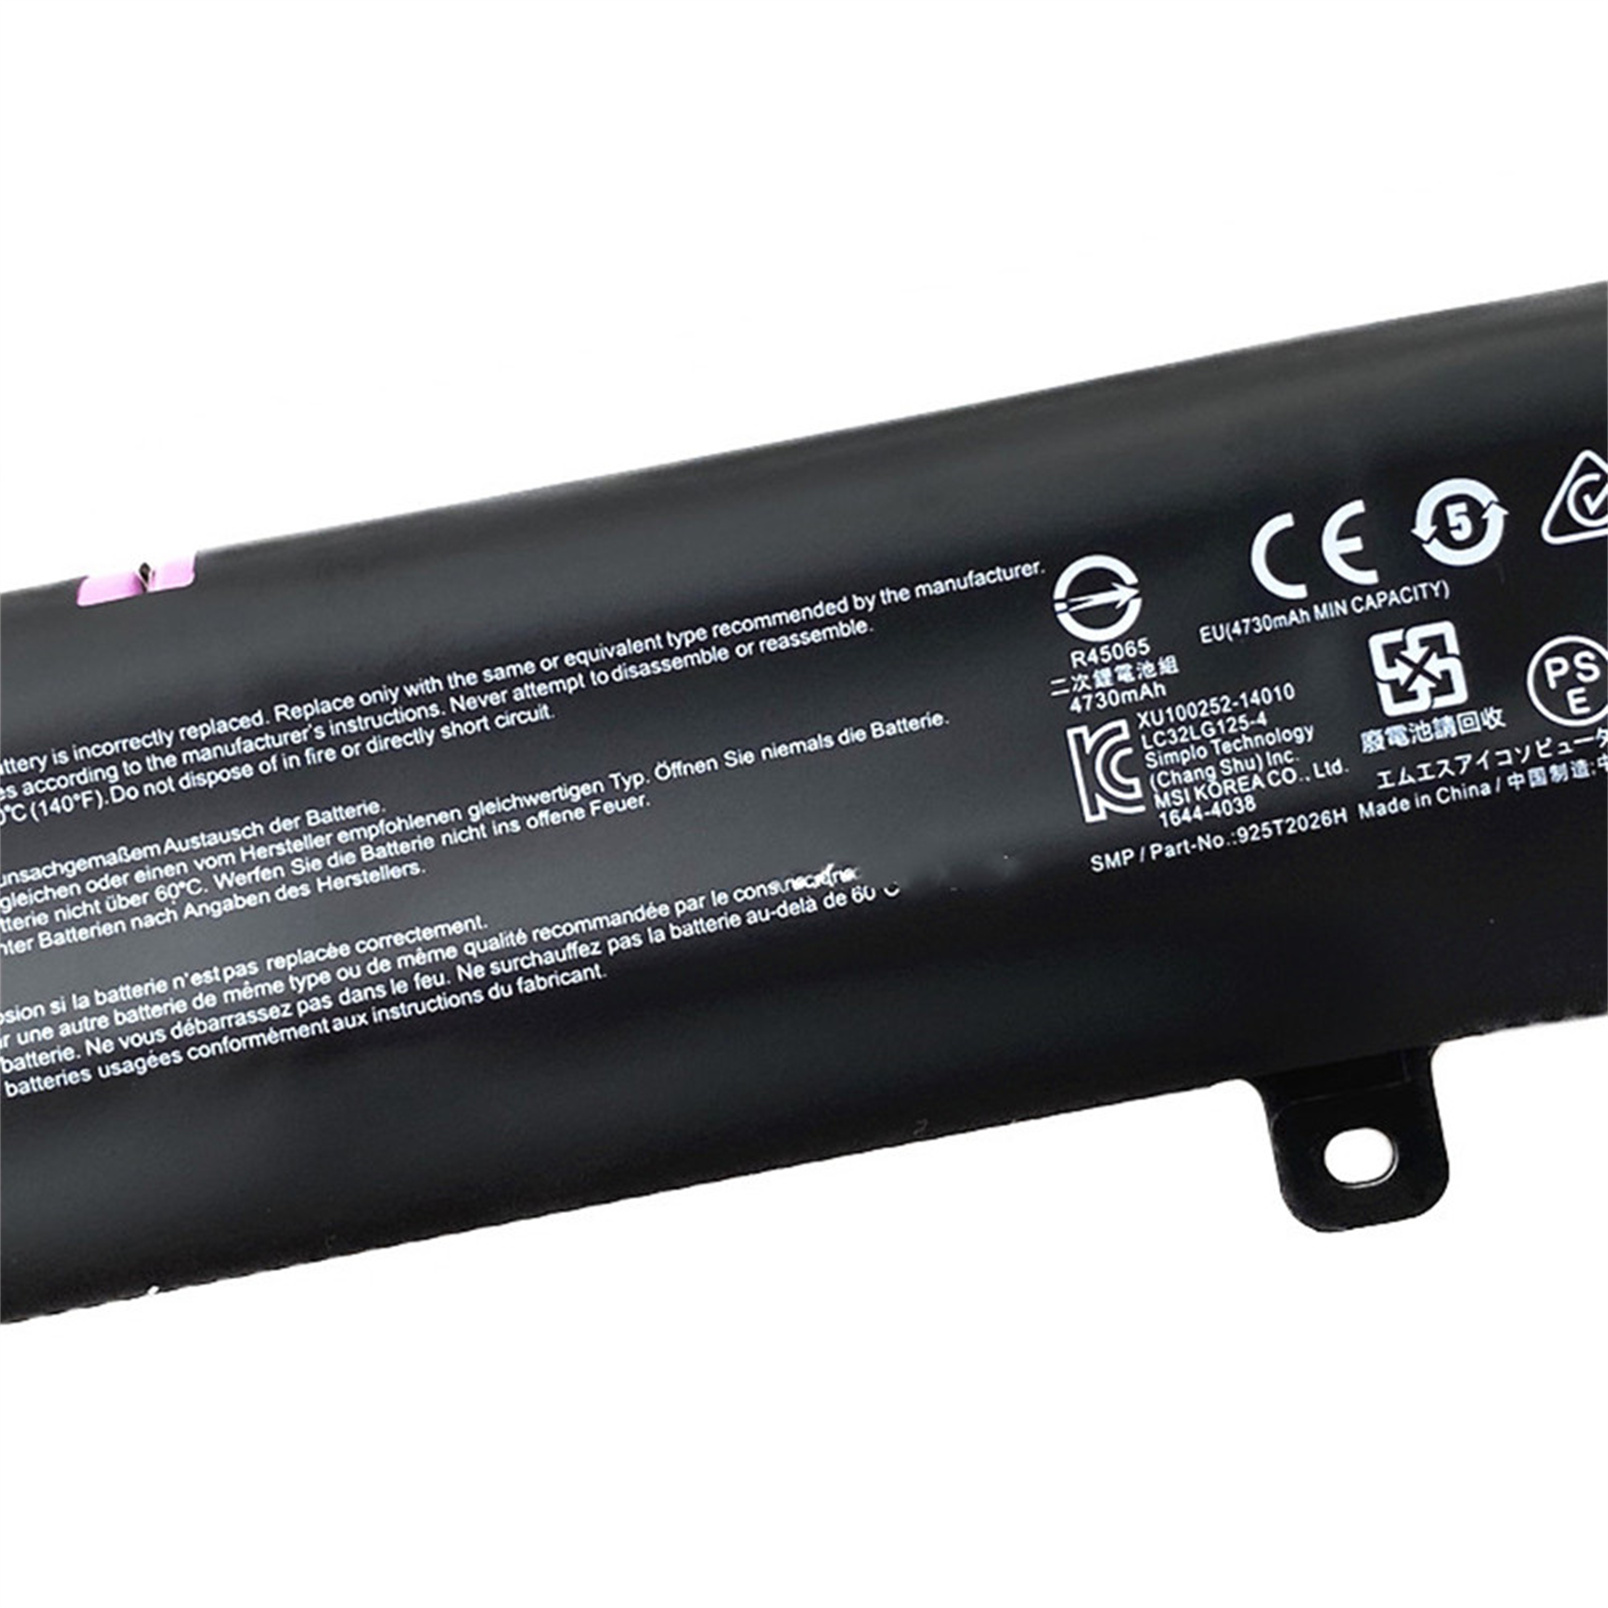 ttery is incorrectly replaced. Replace only with the same or equivalent type recommended by the manufacturer.
es according to the manufacturer's instructions. Never attempt to disassemble or reassemble.
0°C (140°F). Do not dispose of in fire or directly short circuit.
unsachgemaßem Austausch der Batterie.
gleichen oder einen vom Hersteller empfohlenen gleichwertigen Typ. Öffnen Sie niemals die Batterie.
tterie nicht über 60°C. Werfen Sie die Batterie nicht ins offene Feuer.
nter Batterien nach Angaben des Herstellers.
osion si la batterie n'est pas replacée correctement.
ar une autre batterie de même type ou de même qualité recommandée par le
batterie. Ne vous débarrassez pas dans le feu. Ne surchauffez pas la batterie au-delà de 60°C
batteries usagées conformément aux instructions du fabricant.
R45065
二次鋰電池組
4730mAh
CE
5
EU(4730mAh MIN CAPACITY)
XU100252-14010
LC32LG125-4
Simplo Technology
(Chang Shu) Inc.
MSI KOREA CO., Ltd.
1644-4038
廢電池請回收
PS
E
エムエスアイコンピュータ
SMP / Part-No.:925T2026H Made in China / 中国制造:中